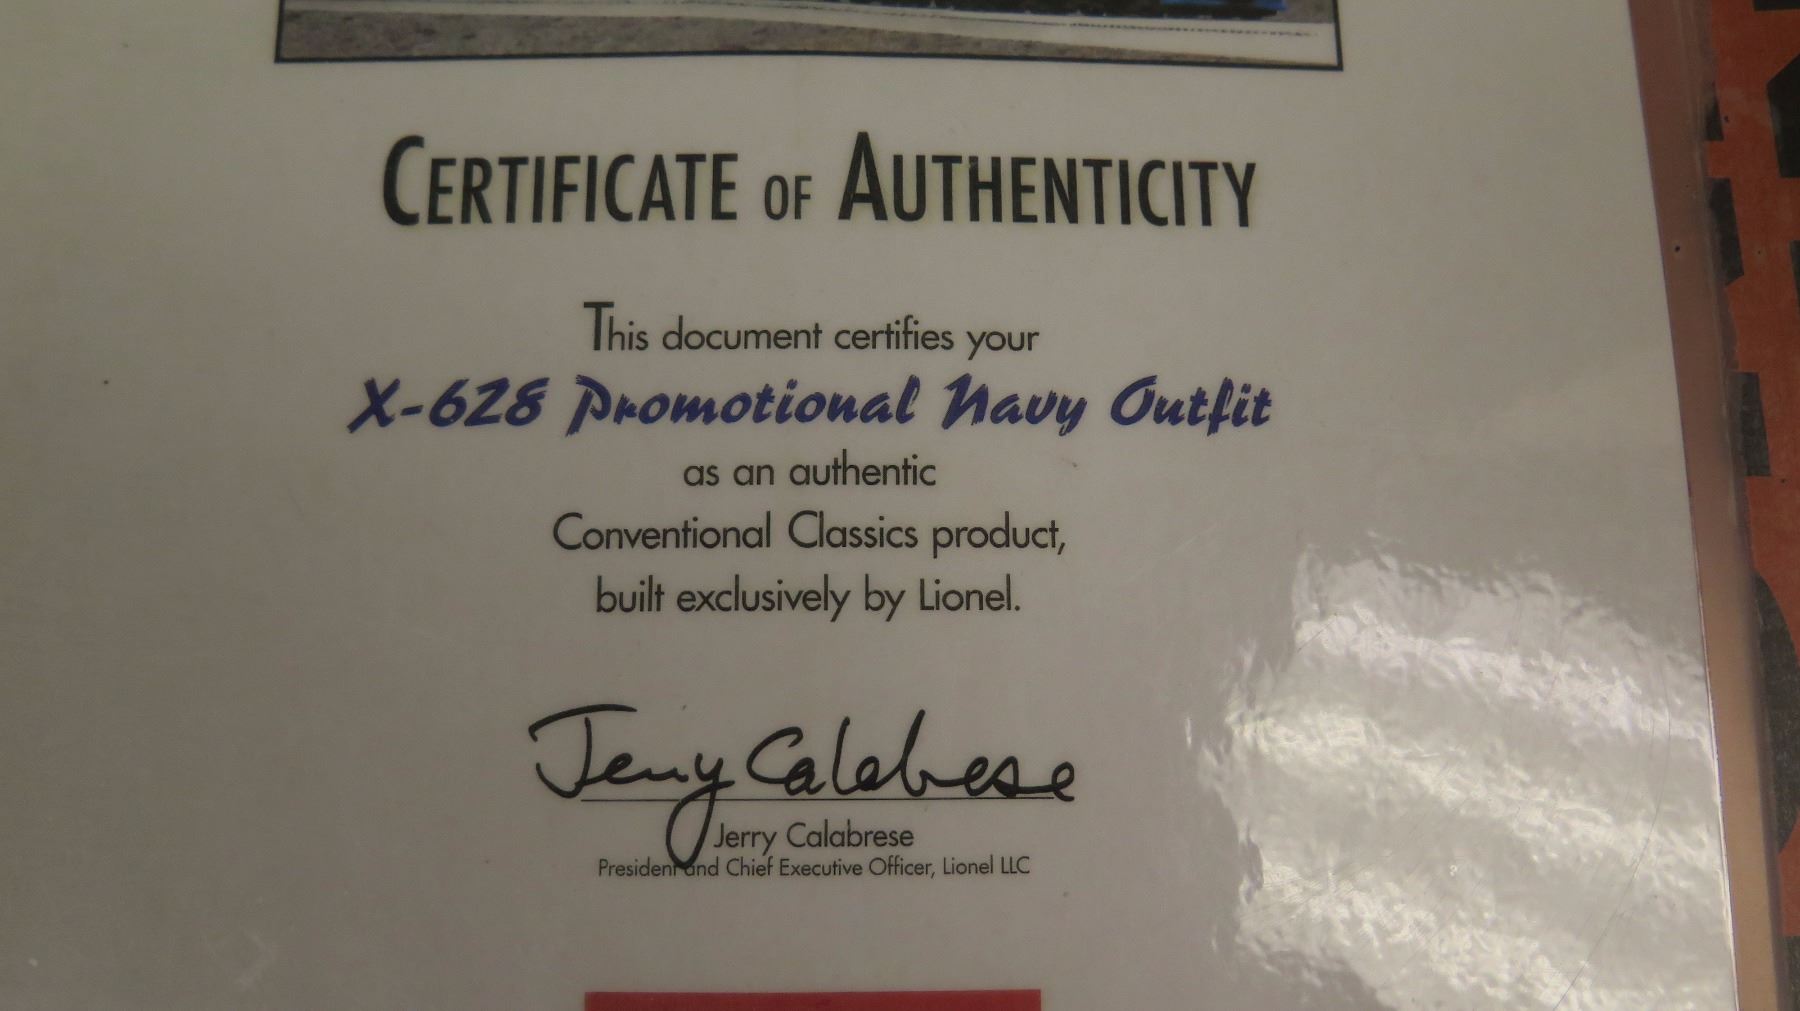 CERTIFICATE OF AUTHENTICITY
This document certifies your
X-628 Promotional Navy Outfit
as an authentic
Conventional Classics product,
built exclusively by Lionel.
Jerry Calabrese
Jerry Calabrese
President and Chief Executive Officer, Lionel LLC